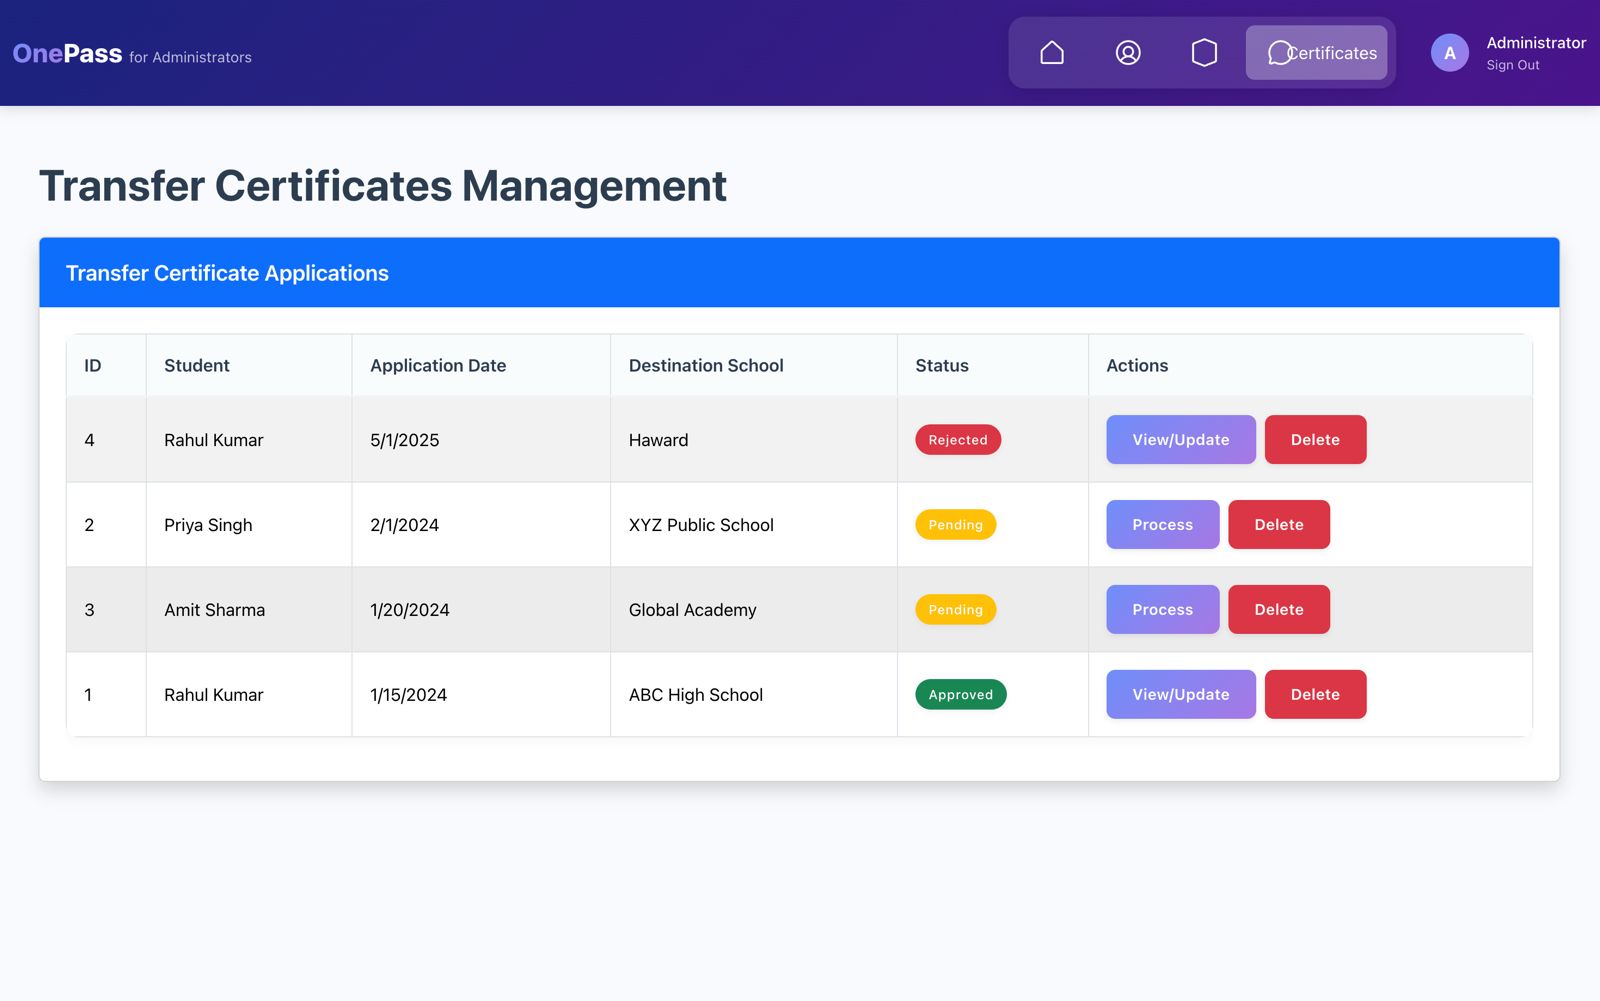 OnePass for Administrators
Certificates
A
Administrator
Sign Out
Transfer Certificates Management
Transfer Certificate Applications
ID Student Application Date Destination School Status Actions
4 Rahul Kumar 5/1/2025 Haward Rejected View/Update Delete
2 Priya Singh 2/1/2024 XYZ Public School Pending Process Delete
3 Amit Sharma 1/20/2024 Global Academy Pending Process Delete
1 Rahul Kumar 1/15/2024 ABC High School Approved View/Update Delete